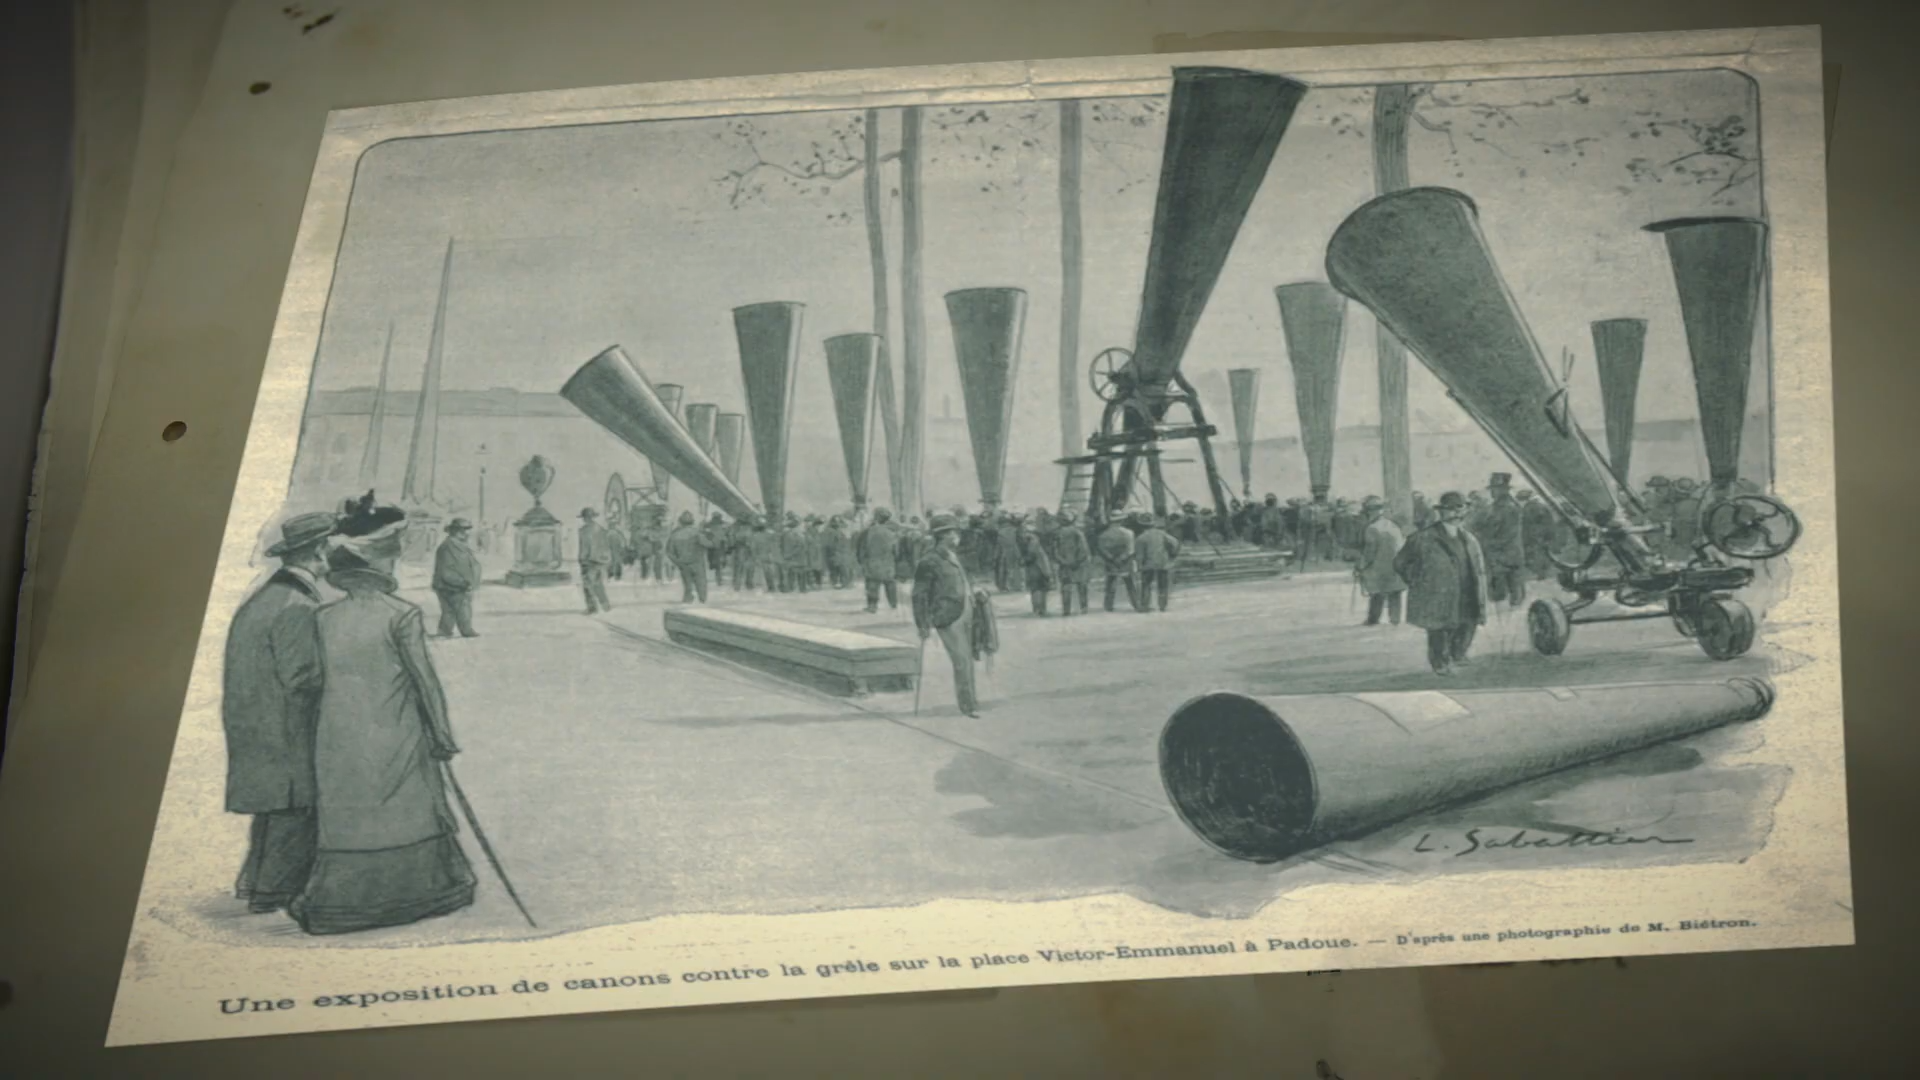 L. Sabattier
Une exposition de canons contre la grêle sur la place Victor-Emmanuel à Padoue. — D'après une photographie de M. Biétron.